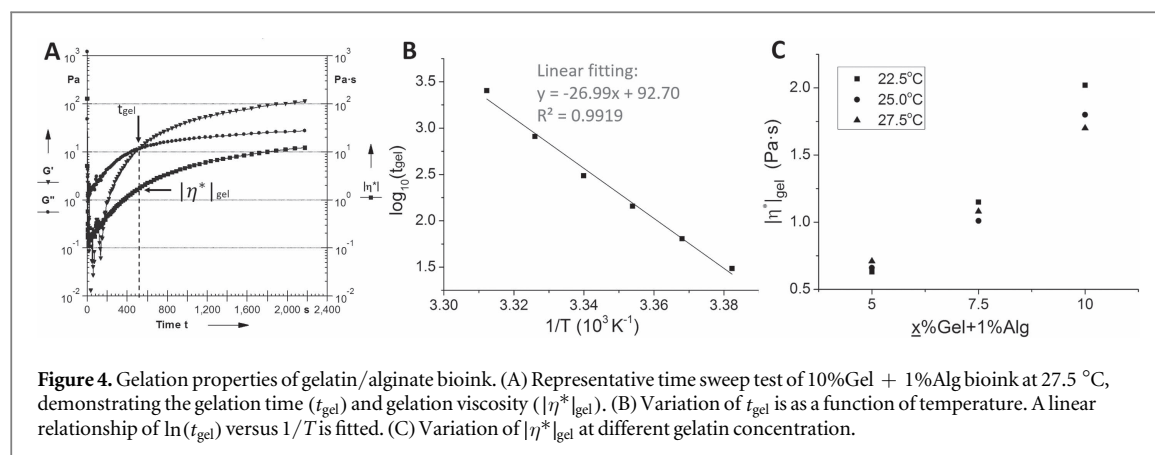 A
10³
Pa
10²
10¹
10⁰
10⁻¹
10⁻²
G'
G''
t_gel
|η*|_gel
10³
Pa·s
10²
10¹
10⁰
10⁻¹
10⁻²
|η*|
0 400 800 1,200 1,600 2,000 s 2,400
Time t
B
Linear fitting:
y = -26.99x + 92.70
R² = 0.9919
log₁₀(t_gel)
3.5
3.0
2.5
2.0
1.5
3.30 3.32 3.34 3.36 3.38
1/T (10³ K⁻¹)
C
22.5°C
25.0°C
27.5°C
|η*|_gel (Pa·s)
2.0
1.5
1.0
0.5
5 7.5 10
x%Gel+1%Alg
Figure 4. Gelation properties of gelatin/alginate bioink. (A) Representative time sweep test of 10%Gel + 1%Alg bioink at 27.5 °C,
demonstrating the gelation time (t_gel) and gelation viscosity (|η*|_gel). (B) Variation of t_gel is as a function of temperature. A linear
relationship of ln(t_gel) versus 1/T is fitted. (C) Variation of |η*|_gel at different gelatin concentration.